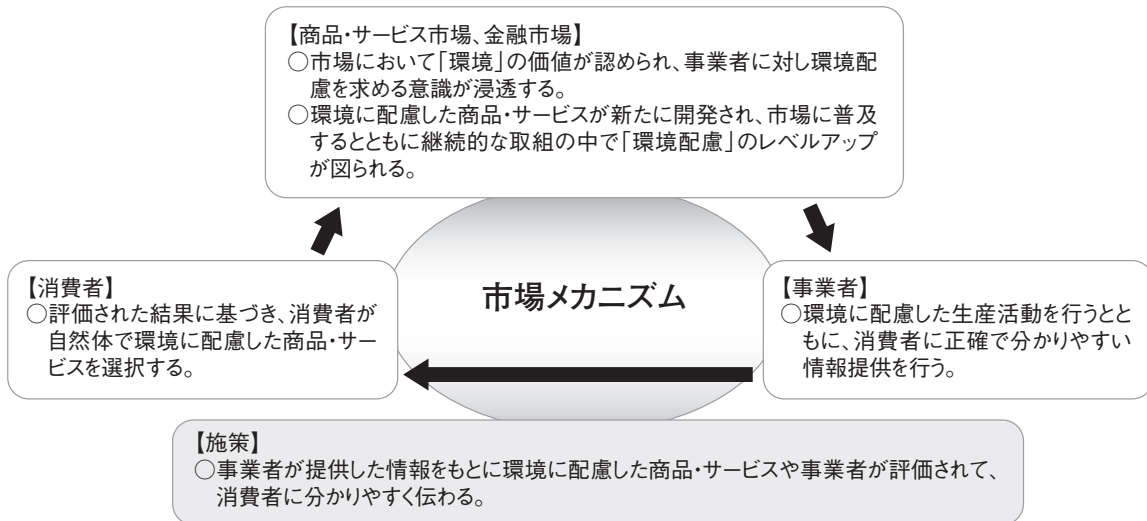 【商品・サービス市場、金融市場】
○市場において「環境」の価値が認められ、事業者に対し環境配
慮を求める意識が浸透する。
○環境に配慮した商品・サービスが新たに開発され、市場に普及
するとともに継続的な取組の中で「環境配慮」のレベルアップ
が図られる。
市場メカニズム
【消費者】
○評価された結果に基づき、消費者が
自然体で環境に配慮した商品・サー
ビスを選択する。
【事業者】
○環境に配慮した生産活動を行うとと
もに、消費者に正確で分かりやすい
情報提供を行う。
【施策】
○事業者が提供した情報をもとに環境に配慮した商品・サービスや事業者が評価されて、
消費者に分かりやすく伝わる。